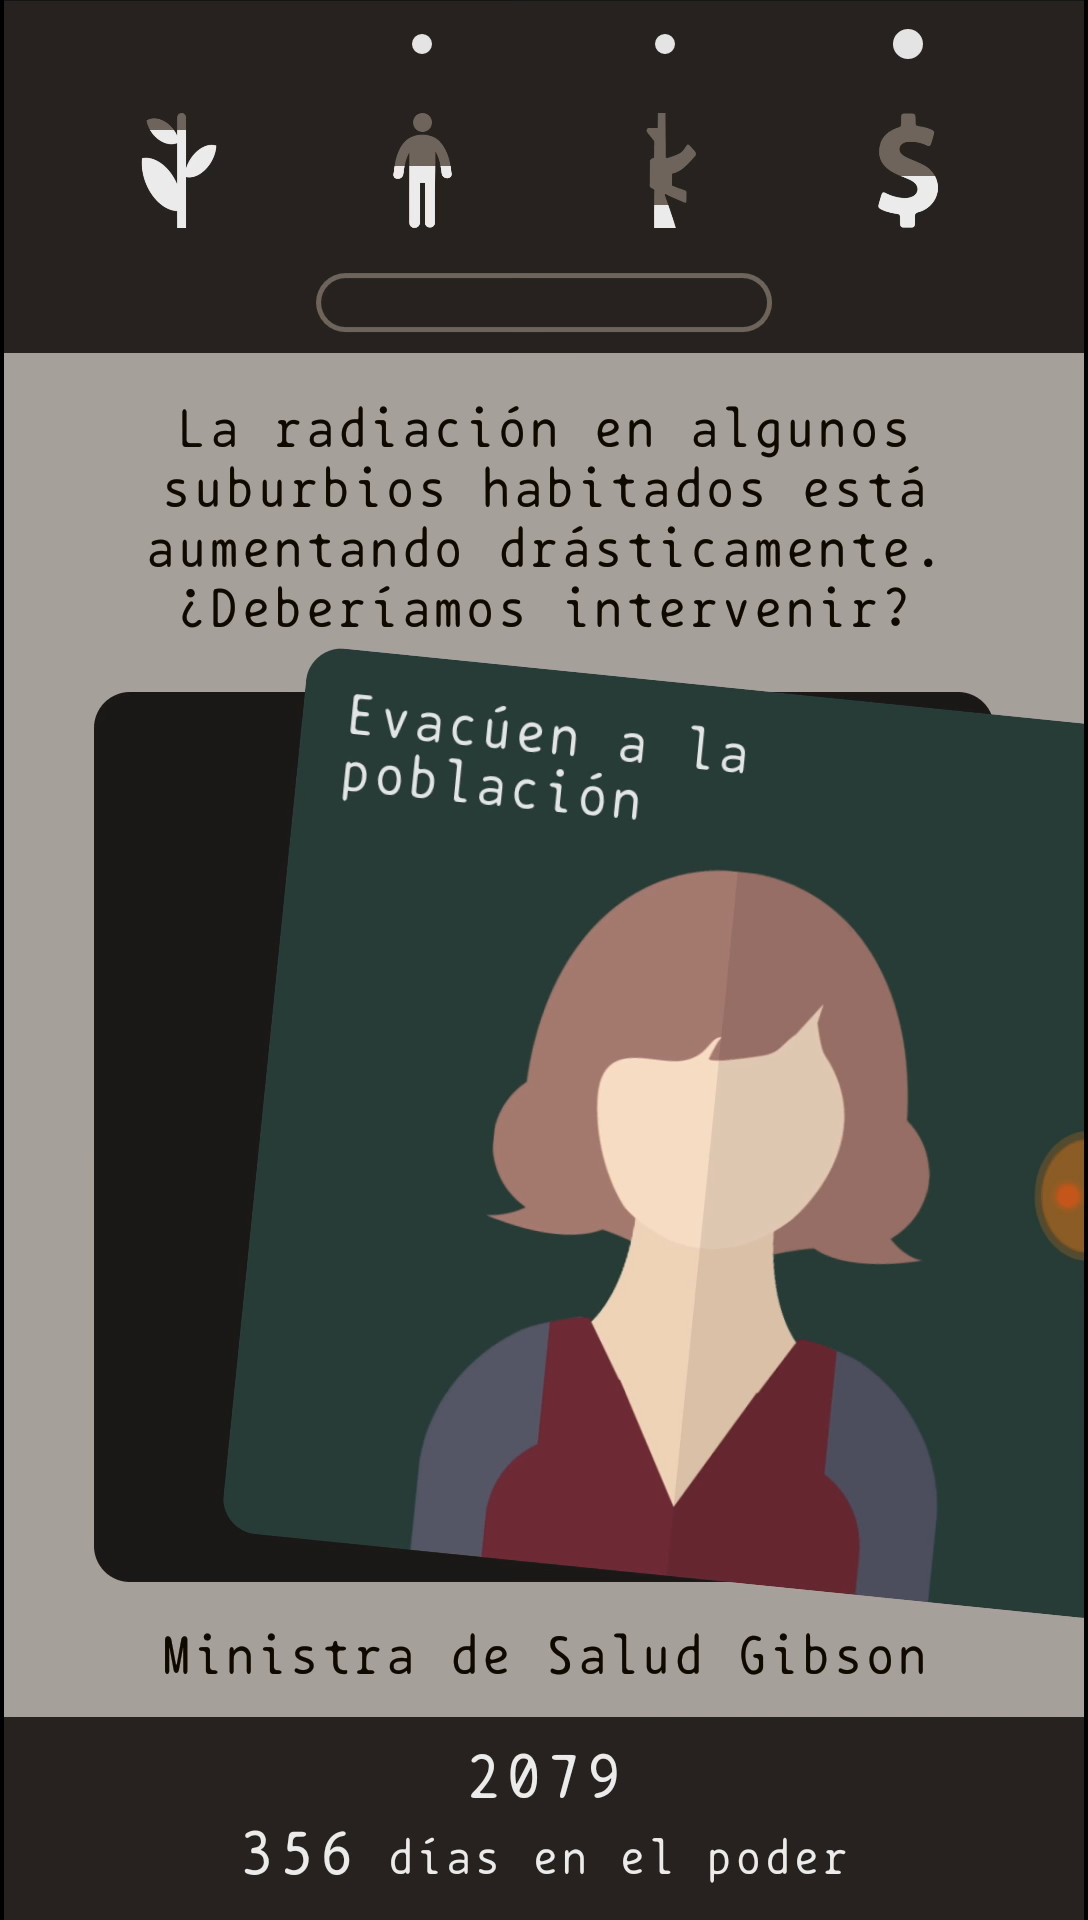 La radiación en algunos
suburbios habitados está
aumentando drásticamente.
¿Deberíamos intervenir?
Evacúen a la
población
Ministra de Salud Gibson
2079
356 días en el poder